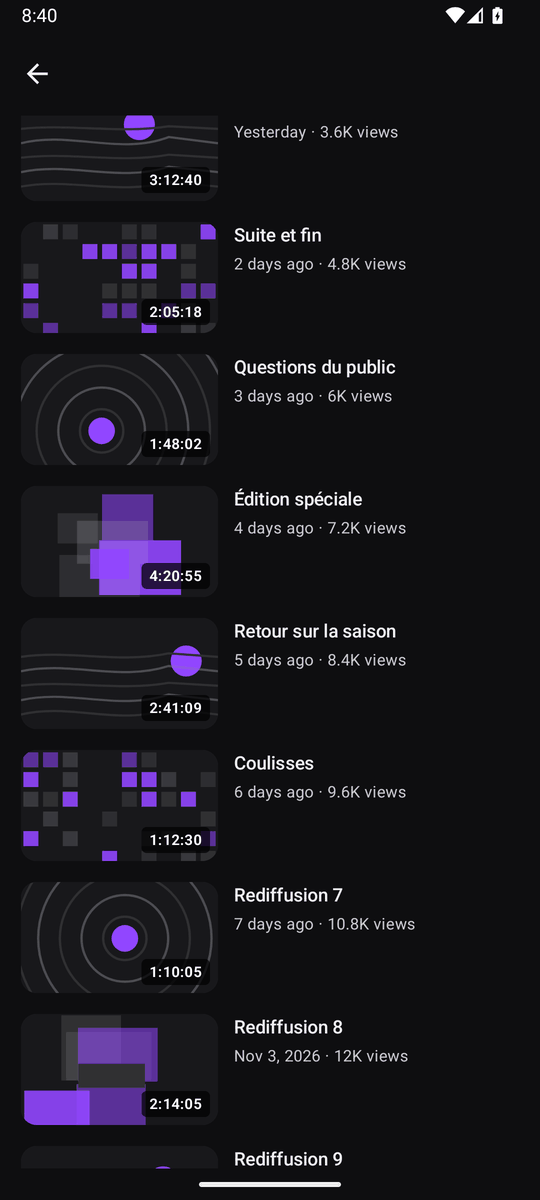 8:40
Yesterday · 3.6K views
3:12:40
Suite et fin
2 days ago · 4.8K views
2:05:18
Questions du public
3 days ago · 6K views
1:48:02
Édition spéciale
4 days ago · 7.2K views
4:20:55
Retour sur la saison
5 days ago · 8.4K views
2:41:09
Coulisses
6 days ago · 9.6K views
1:12:30
Rediffusion 7
7 days ago · 10.8K views
1:10:05
Rediffusion 8
Nov 3, 2026 · 12K views
2:14:05
Rediffusion 9